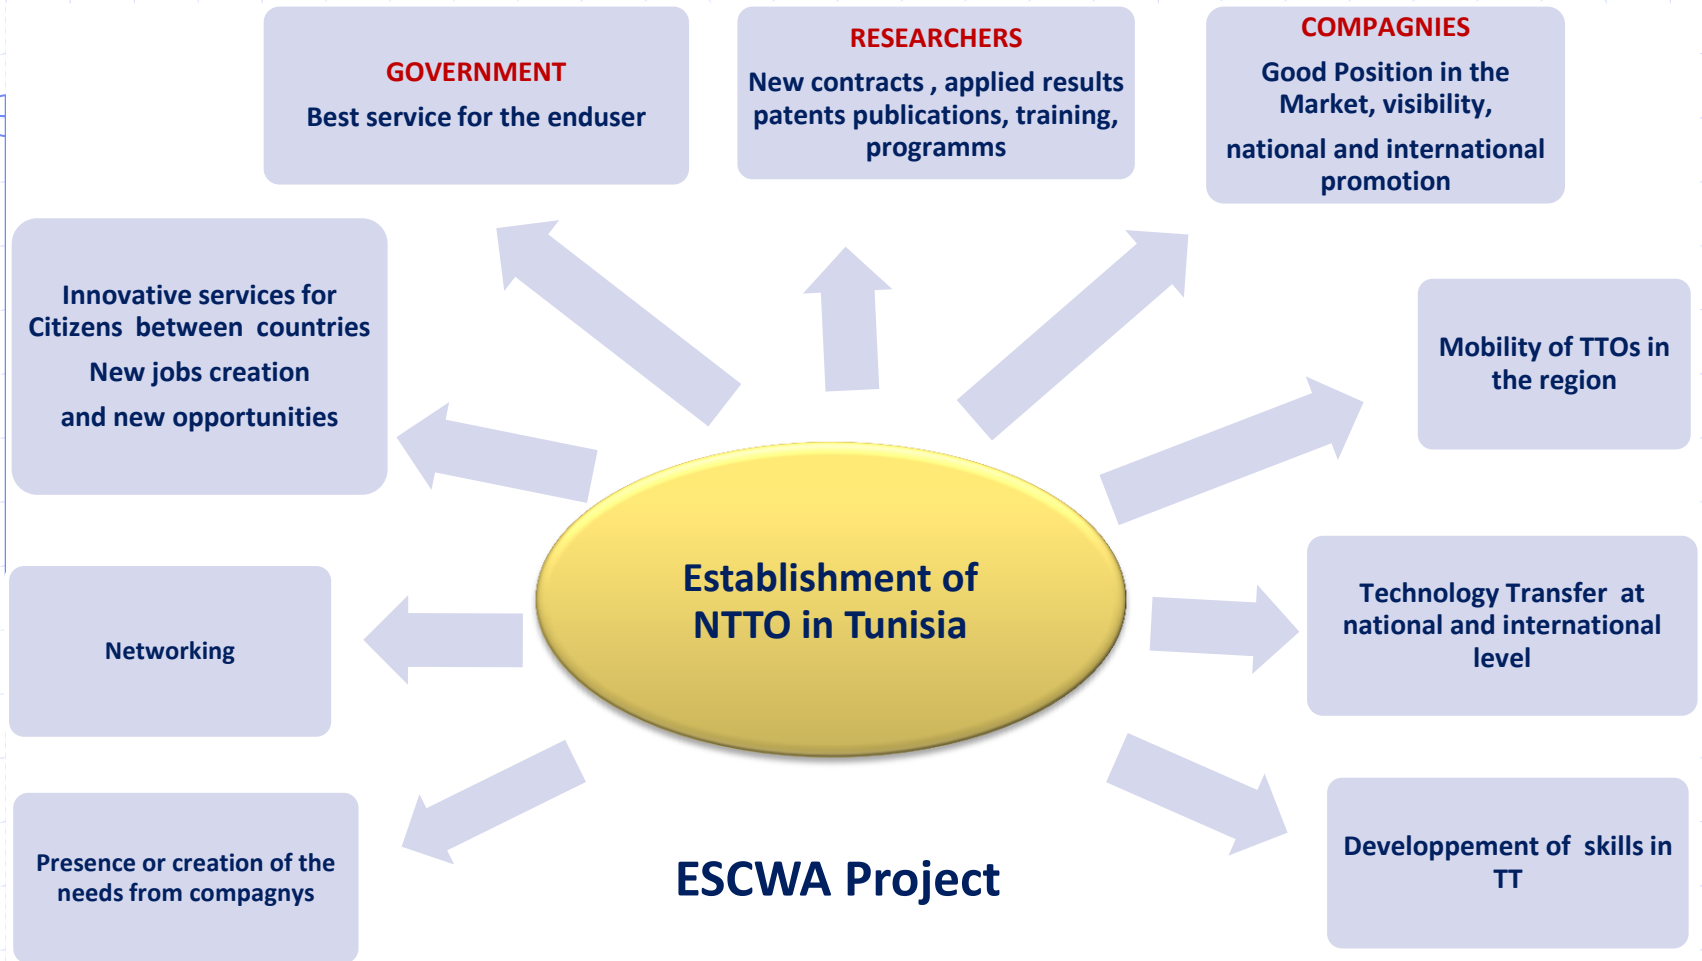 GOVERNMENT
Best service for the enduser
RESEARCHERS
New contracts , applied results
patents publications, training,
programms
COMPAGNIES
Good Position in the
Market, visibility,
national and international
promotion
Innovative services for
Citizens between countries
New jobs creation
and new opportunities
Mobility of TTOs in
the region
Establishment of
NTTO in Tunisia
Networking
Technology Transfer at
national and international
level
Presence or creation of the
needs from compagnys
Developpement of skills in
TT
ESCWA Project